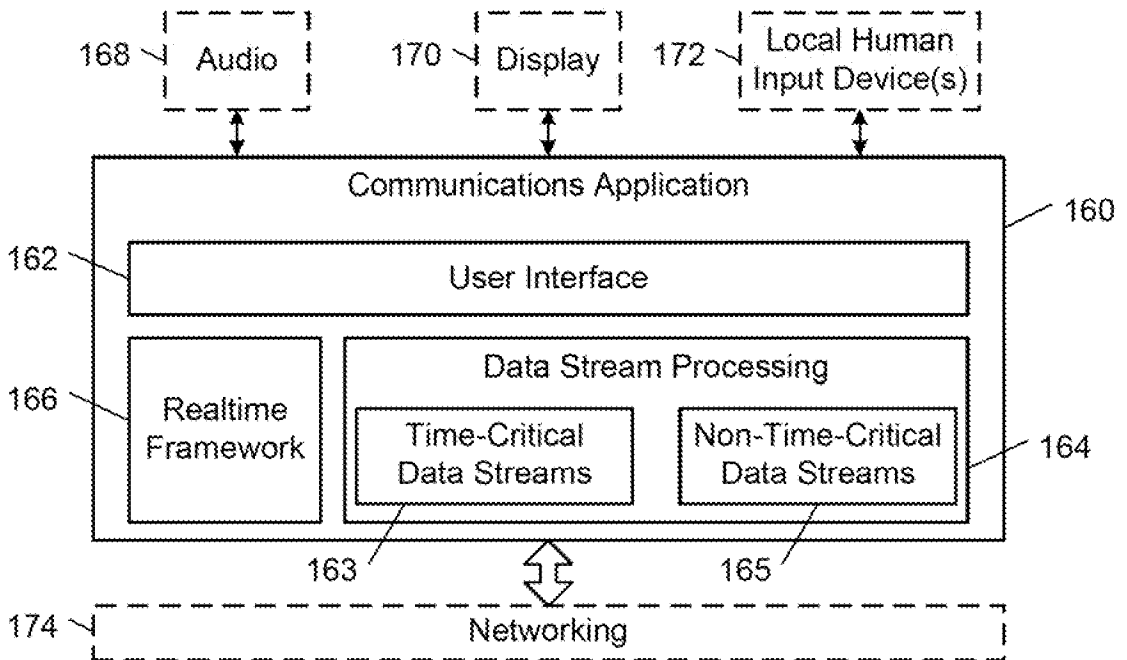 168
Audio
170
Display
172
Local Human
Input Device(s)
Communications Application
160
162
User Interface
166
Realtime
Framework
Data Stream Processing
Time-Critical
Data Streams
Non-Time-Critical
Data Streams
164
163
165
174
Networking